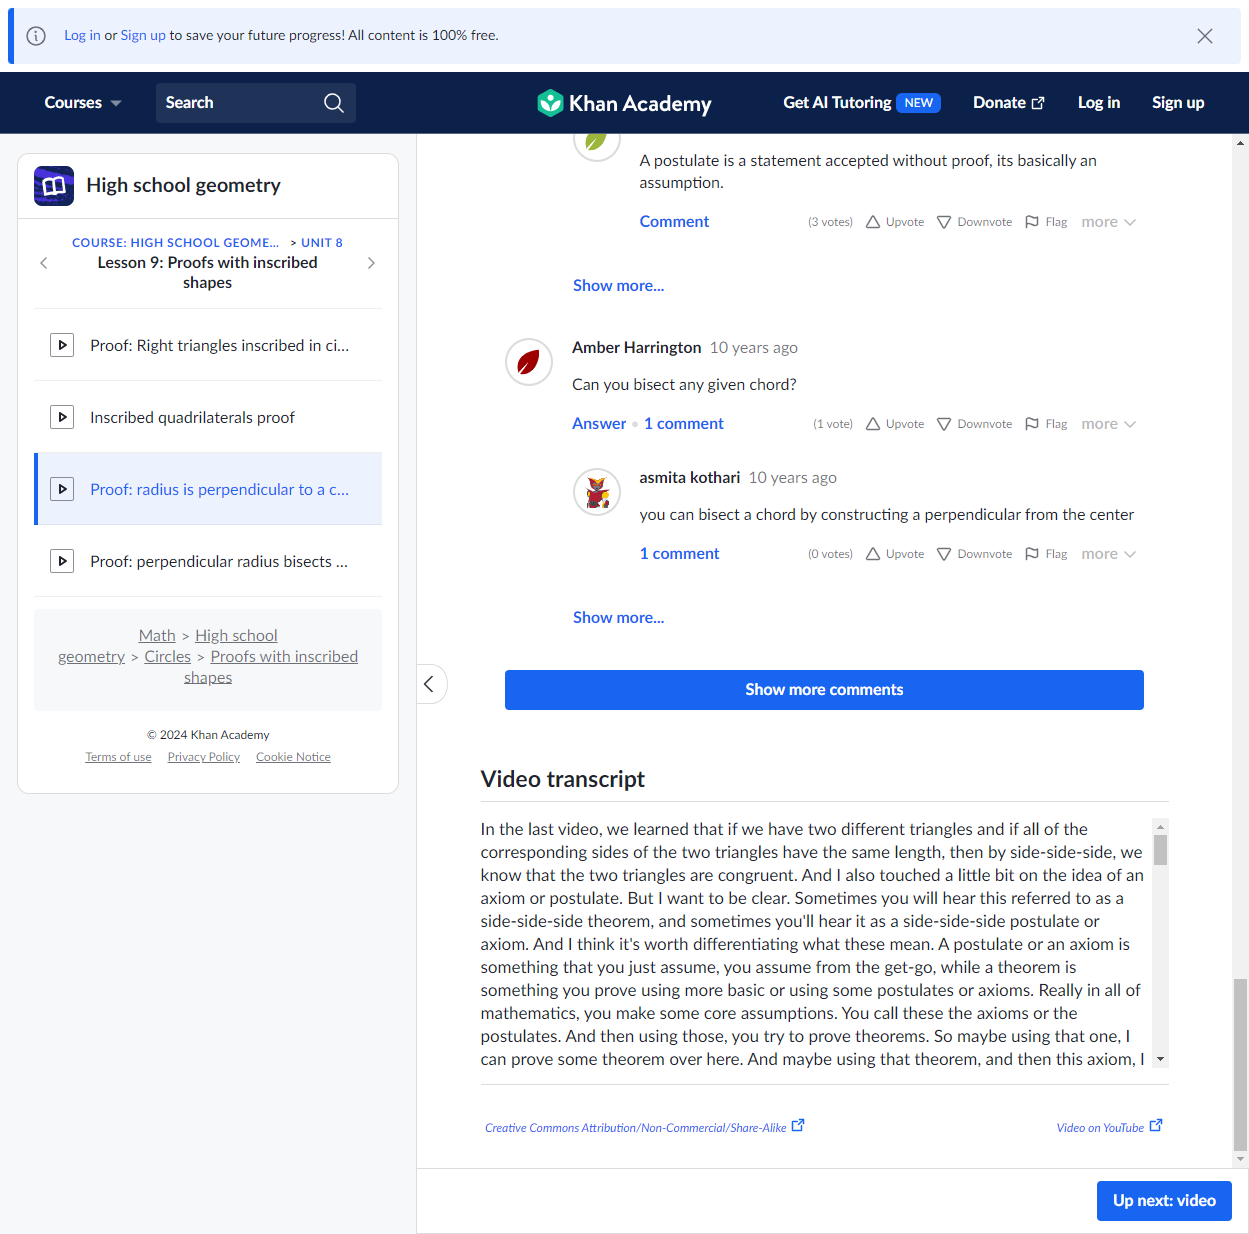 Log in or Sign up to save your future progress! All content is 100% free.
Courses
Search
Khan Academy
Get AI Tutoring NEW
Donate
Log in
Sign up
High school geometry
COURSE: HIGH SCHOOL GEOME... > UNIT 8
Lesson 9: Proofs with inscribed
shapes
Proof: Right triangles inscribed in ci...
Inscribed quadrilaterals proof
Proof: radius is perpendicular to a c...
Proof: perpendicular radius bisects ...
Math > High school
geometry > Circles > Proofs with inscribed
shapes
© 2024 Khan Academy
Terms of use Privacy Policy Cookie Notice
A postulate is a statement accepted without proof, its basically an
assumption.
Comment (3 votes) Upvote Downvote Flag more
Show more...
Amber Harrington 10 years ago
Can you bisect any given chord?
Answer • 1 comment (1 vote) Upvote Downvote Flag more
asmita kothari 10 years ago
you can bisect a chord by constructing a perpendicular from the center
1 comment (0 votes) Upvote Downvote Flag more
Show more...
Show more comments
Video transcript
In the last video, we learned that if we have two different triangles and if all of the
corresponding sides of the two triangles have the same length, then by side-side-side, we
know that the two triangles are congruent. And I also touched a little bit on the idea of an
axiom or postulate. But I want to be clear. Sometimes you will hear this referred to as a
side-side-side theorem, and sometimes you'll hear it as a side-side-side postulate or
axiom. And I think it's worth differentiating what these mean. A postulate or an axiom is
something that you just assume, you assume from the get-go, while a theorem is
something you prove using more basic or using some postulates or axioms. Really in all of
mathematics, you make some core assumptions. You call these the axioms or the
postulates. And then using those, you try to prove theorems. So maybe using that one, I
can prove some theorem over here. And maybe using that theorem, and then this axiom, I
Creative Commons Attribution/Non-Commercial/Share-Alike
Video on YouTube
Up next: video